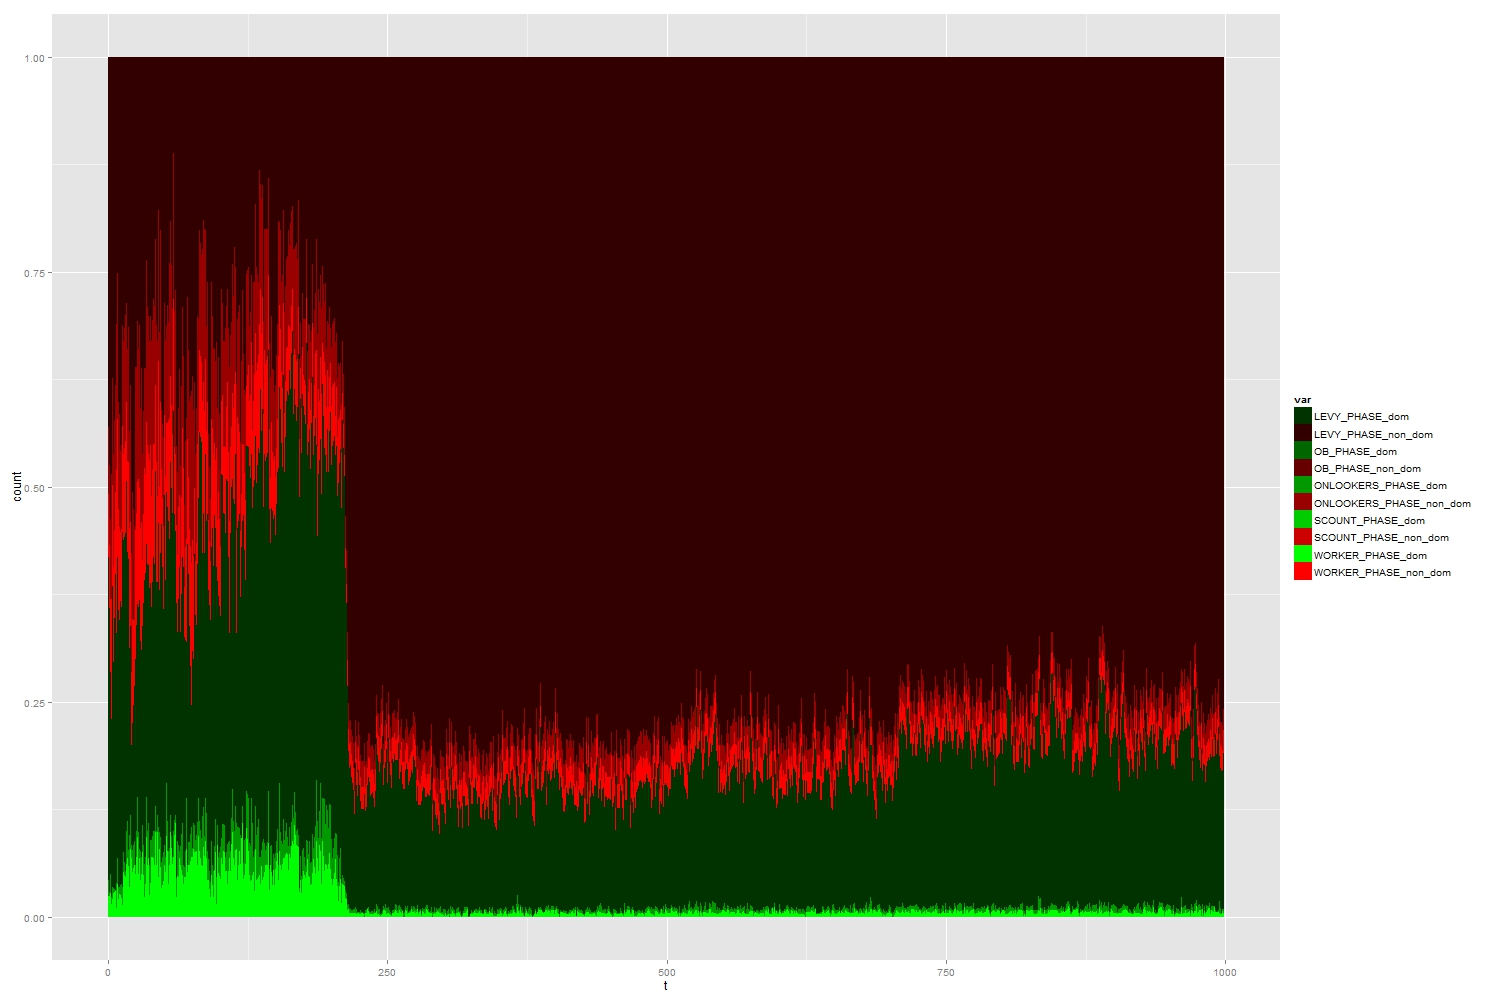 1.00
0.75
0.50
0.25
0.00
count
0
250
500
750
1000
t
var
LEVY_PHASE_dom
LEVY_PHASE_non_dom
OB_PHASE_dom
OB_PHASE_non_dom
ONLOOKERS_PHASE_dom
ONLOOKERS_PHASE_non_dom
SCOUNT_PHASE_dom
SCOUNT_PHASE_non_dom
WORKER_PHASE_dom
WORKER_PHASE_non_dom